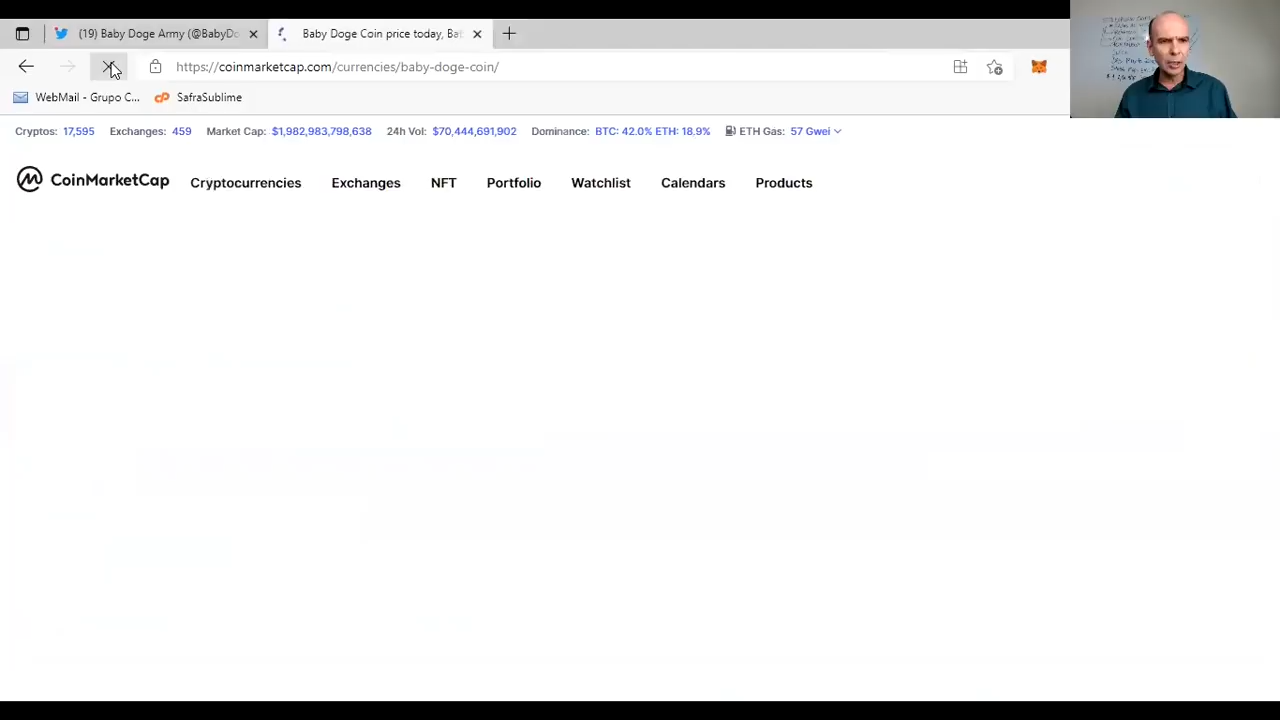 (19) Baby Doge Army (@BabyDo
Baby Doge Coin price today, Ba
https://coinmarketcap.com/currencies/baby-doge-coin/
WebMail - Grupo C...
SafraSublime
Cryptos: 17,595 Exchanges: 459 Market Cap: $1,982,983,798,638 24h Vol: $70,444,691,902 Dominance: BTC: 42.0% ETH: 18.9% ETH Gas: 57 Gwei
CoinMarketCap Cryptocurrencies Exchanges NFT Portfolio Watchlist Calendars Products